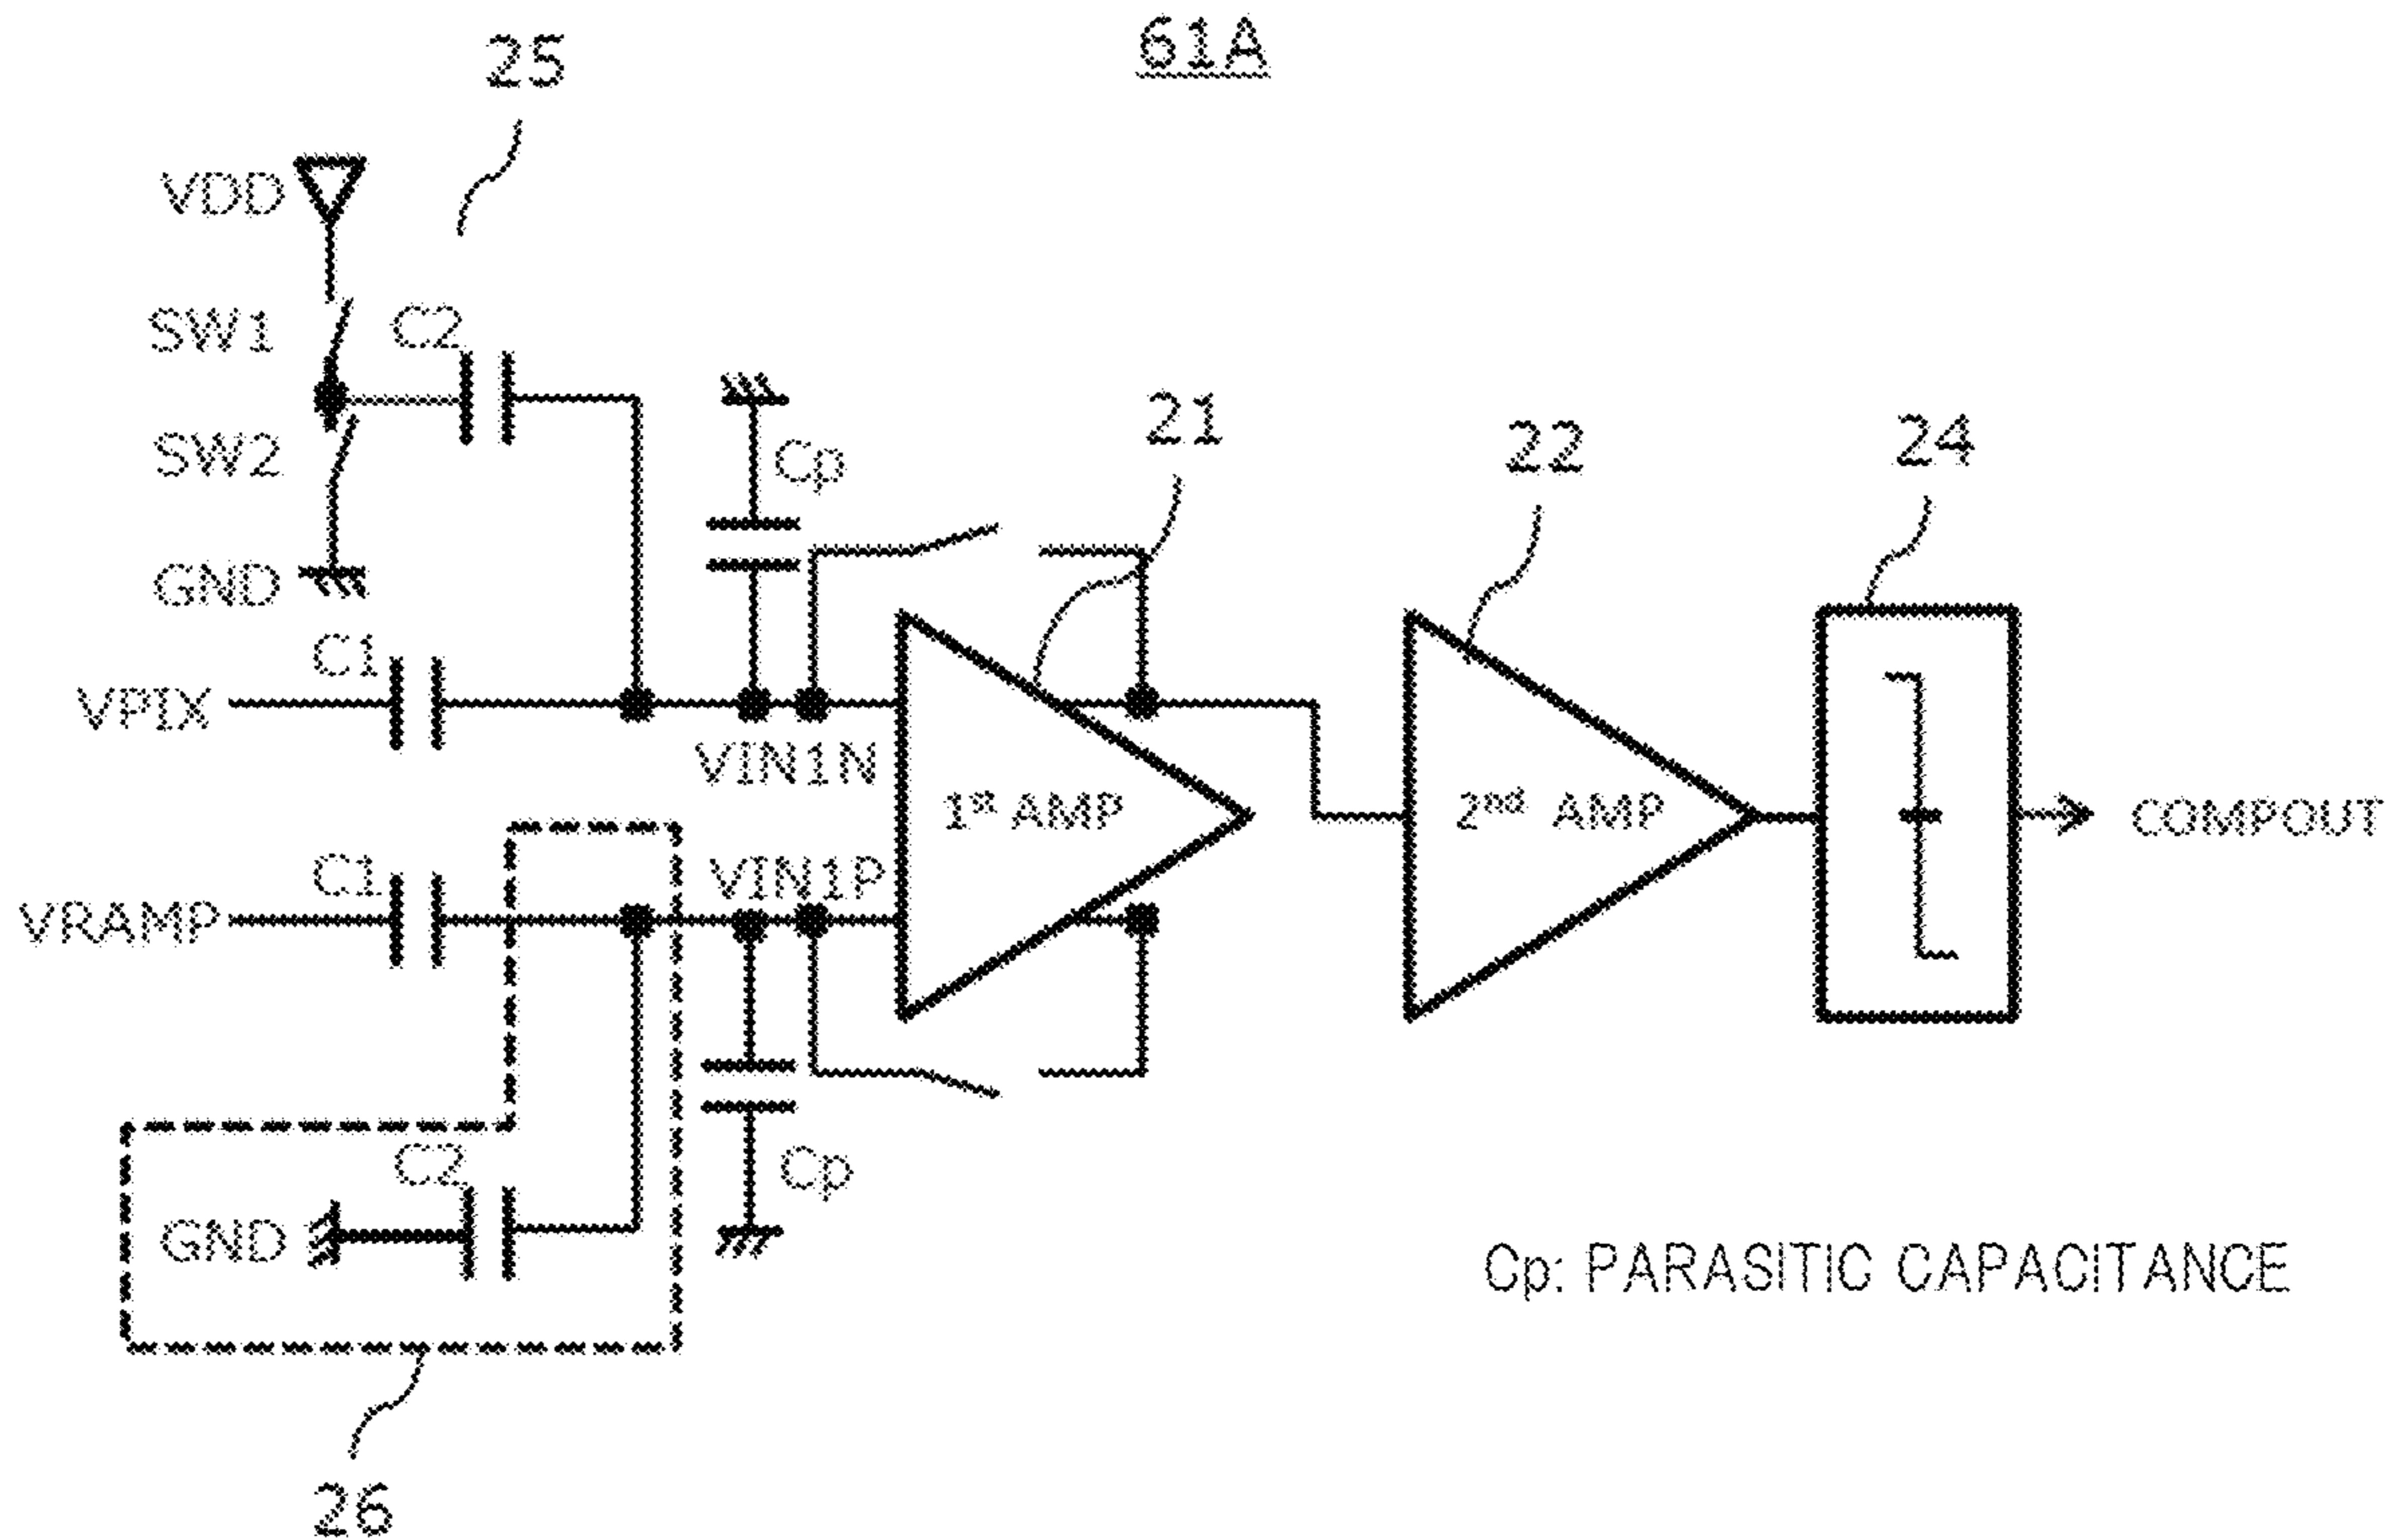 61A
25
VDD
SW1
C2
SW2
Cp
21
22
24
GND
C1
VPIX
VIN1N
1st AMP
2nd AMP
COMPOUT
C1
VIN1P
VRAMP
C2
GND
Cp
Cp: PARASITIC CAPACITANCE
26